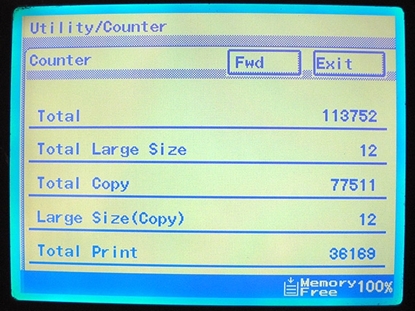 Utility/Counter
Counter Fwd Exit
Total 113752
Total Large Size 12
Total Copy 77511
Large Size(Copy) 12
Total Print 36169
Memory Free 100%